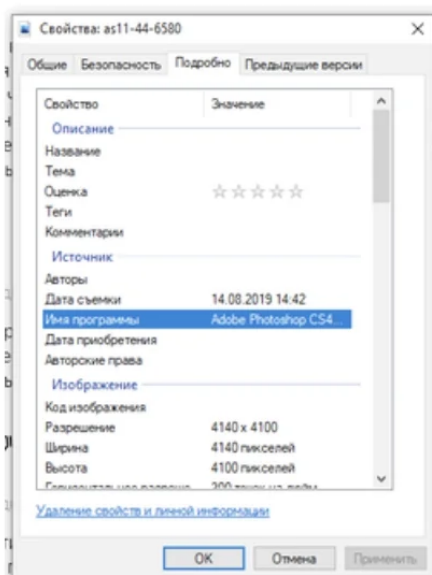 Свойства: as11-44-6580
Общие Безопасность Подробно Предыдущие версии
Свойство Значение
Описание
Название
Тема
Оценка
Теги
Комментарии
Источник
Авторы
Дата съемки 14.08.2019 14:42
Имя программы Adobe Photoshop CS4...
Дата приобретения
Авторские права
Изображение
Код изображения
Разрешение 4140 x 4100
Ширина 4140 пикселей
Высота 4100 пикселей
Удаление свойств и личной информации
OK Отмена Применить